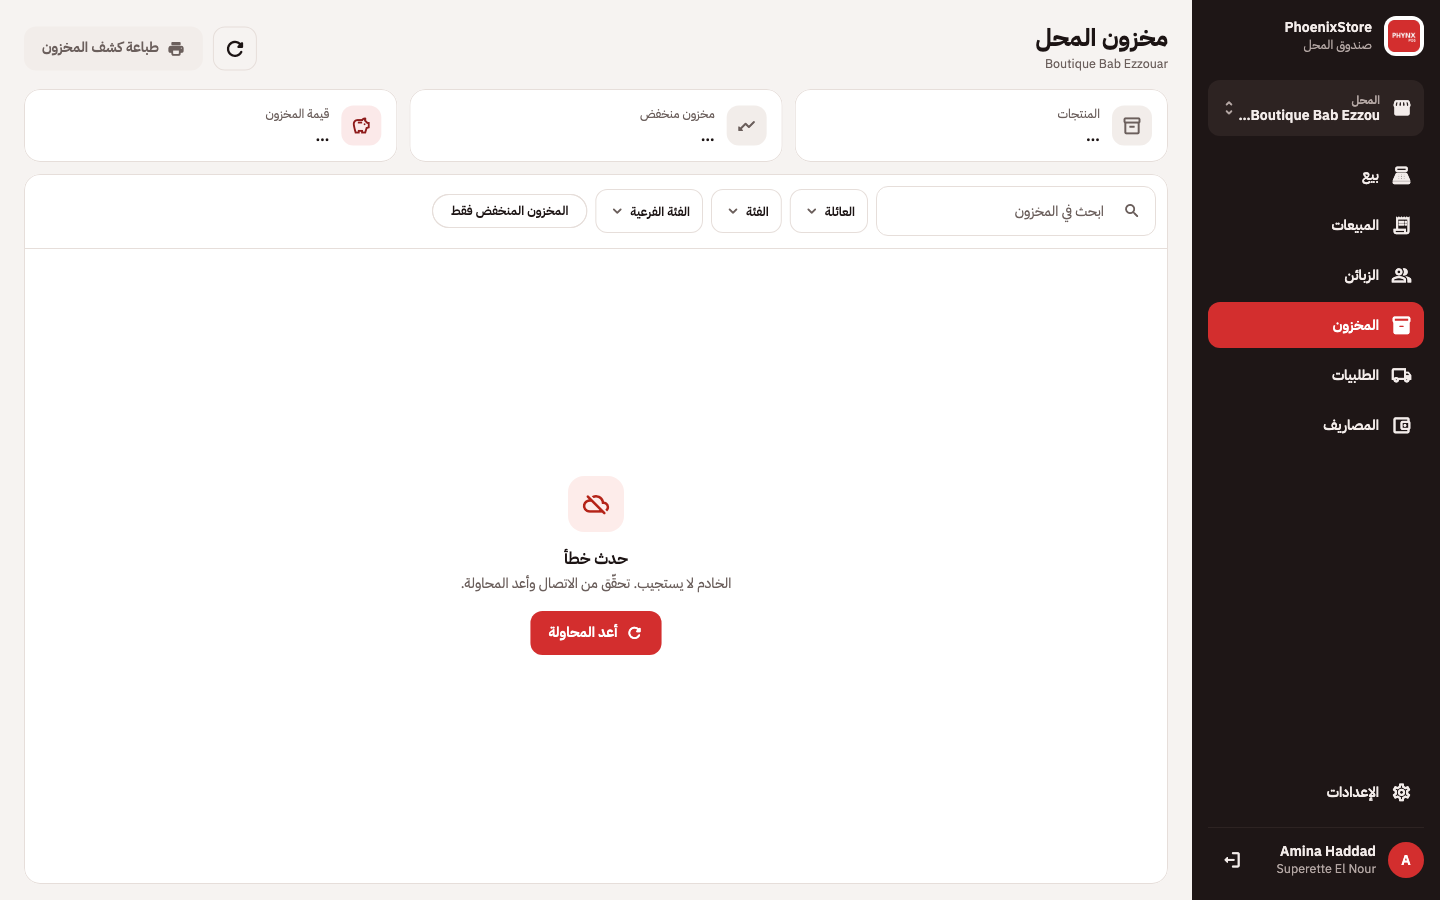 PhoenixStore
صندوق المحل
PHYNX
المحل
Boutique Bab Ezzou...
بيع
المبيعات
الزبائن
المخزون
الطلبيات
المصاريف
الإعدادات
Amina Haddad
Superette El Nour
A
مخزون المحل
Boutique Bab Ezzouar
طباعة كشف المخزون
المنتجات
...
مخزون منخفض
...
قيمة المخزون
...
ابحث في المخزون
العائلة
الفئة
الفئة الفرعية
المخزون المنخفض فقط
حدث خطأ
الخادم لا يستجيب. تحقّق من الاتصال وأعد المحاولة.
أعد المحاولة